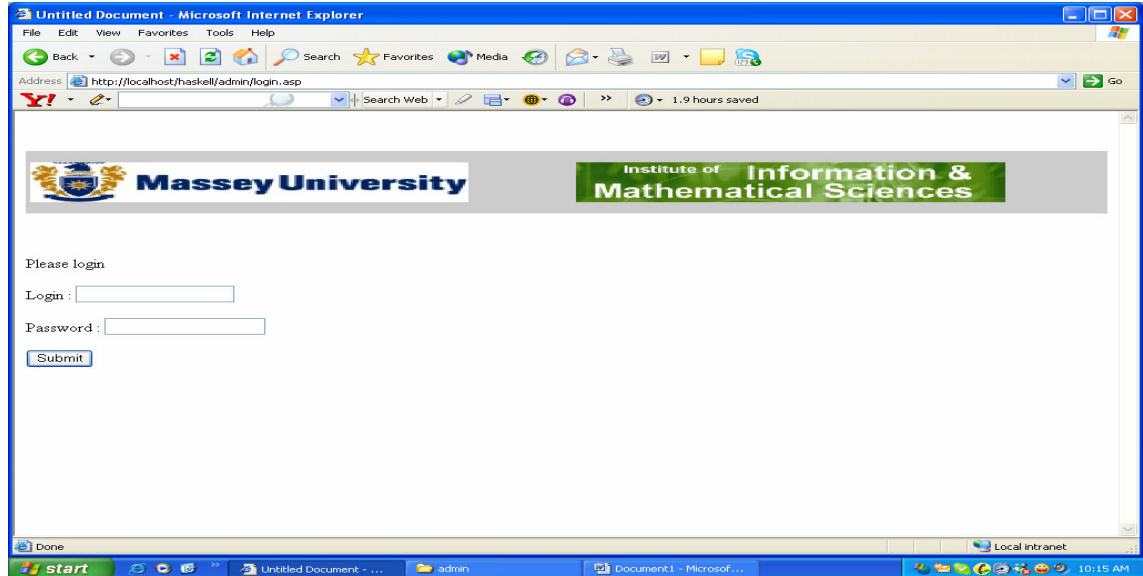 Untitled Document - Microsoft Internet Explorer
File Edit View Favorites Tools Help
Back Search Favorites Media
Address http://localhost/haskell/admin/login.asp Go
Y! Search Web >> 1.9 hours saved
Massey University
Institute of Information &
Mathematical Sciences
Please login
Login :
Password :
Submit
Done Local intranet
start >> Untitled Document - ... admin Document1 - Microsof... 10:15 AM